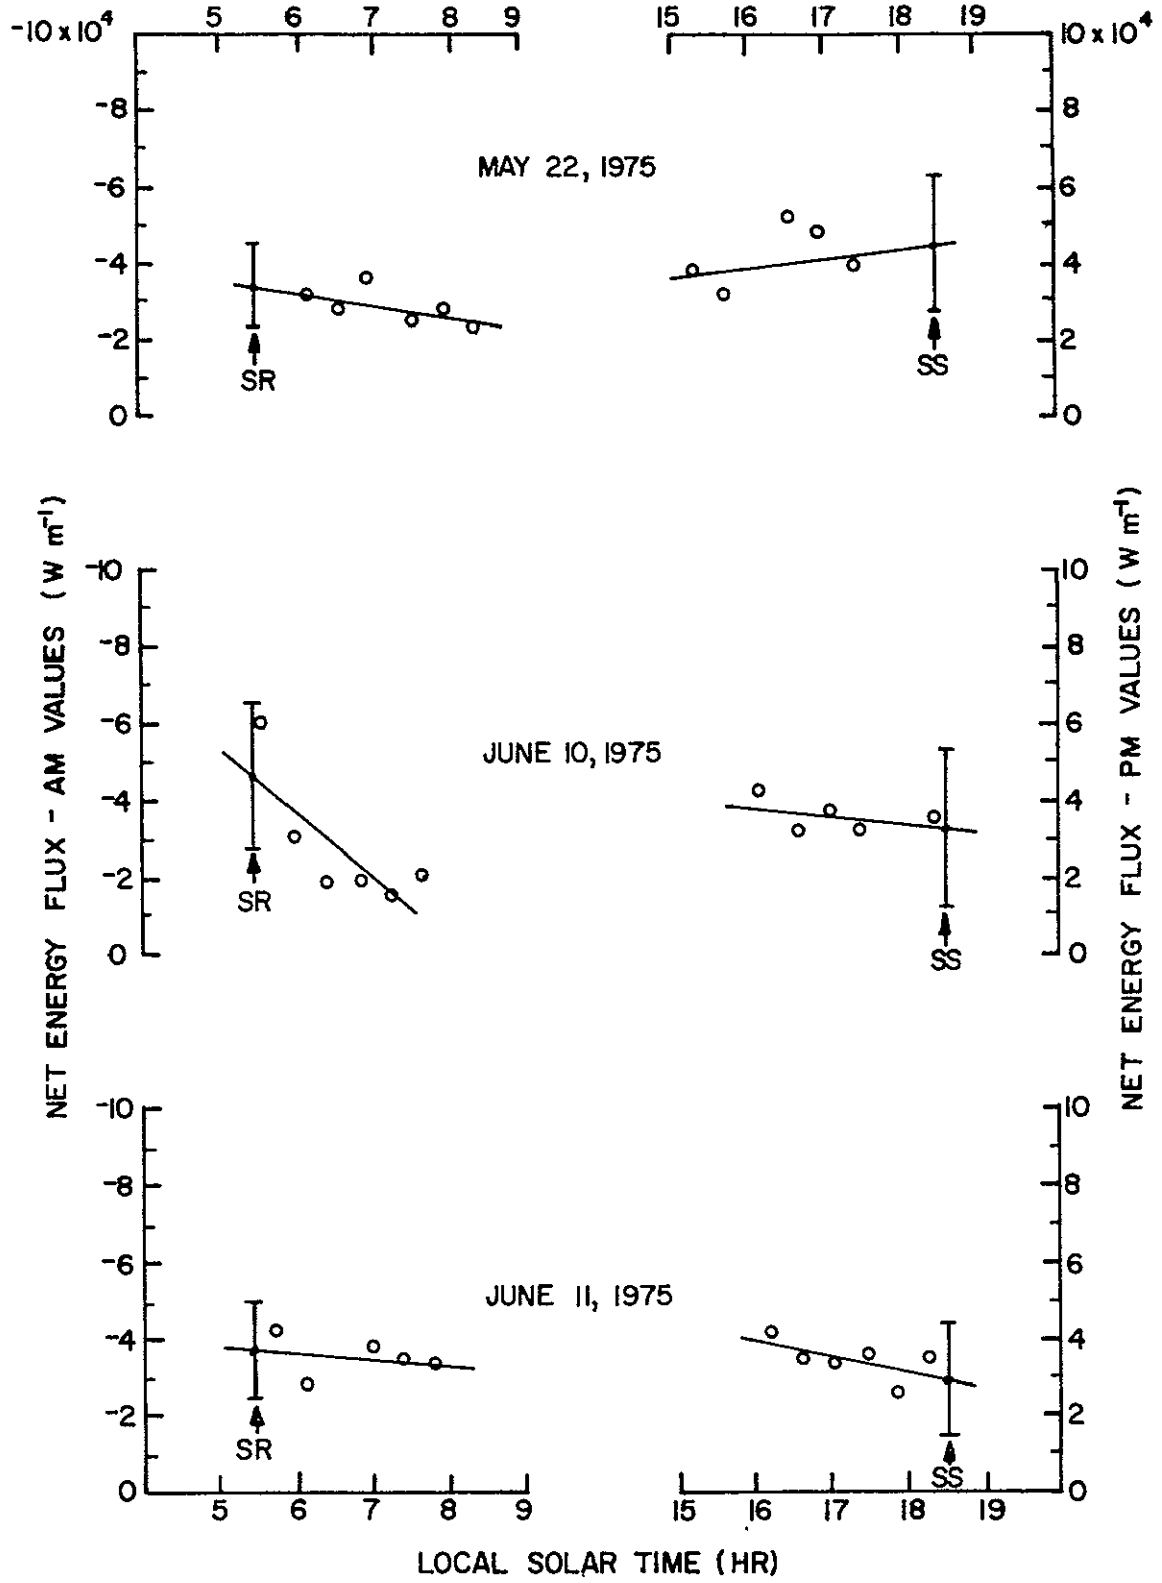 5 6 7 8 9 15 16 17 18 19
-10 x 10⁴ 10 x 10⁴
-8 8
MAY 22, 1975
-6 6
-4 4
-2 2
SR SS
0 0
NET ENERGY FLUX - AM VALUES (W m⁻¹)
NET ENERGY FLUX - PM VALUES (W m⁻¹)
-10 10
-8 8
-6 6
JUNE 10, 1975
-4 4
-2 2
SR
0 0
SS
-10 10
-8 8
-6 6
JUNE 11, 1975
-4 4
-2 2
SR
SS
0 0
5 6 7 8 9 15 16 17 18 19
LOCAL SOLAR TIME (HR)